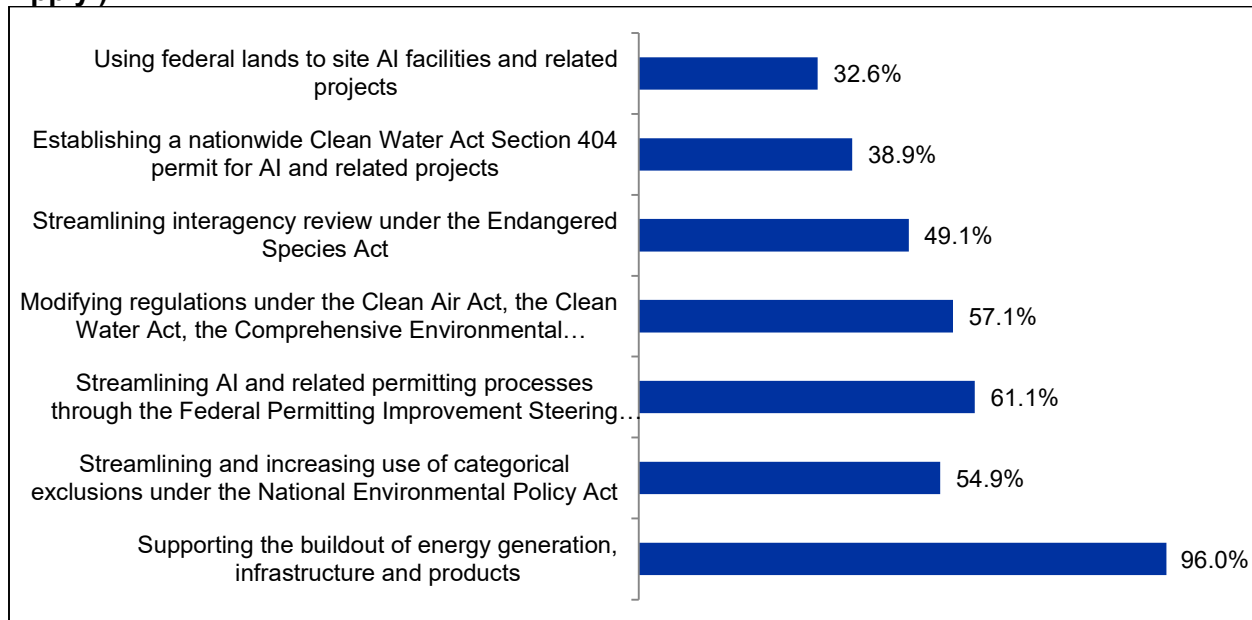 Using federal lands to site AI facilities and related
projects
32.6%
Establishing a nationwide Clean Water Act Section 404
permit for AI and related projects
38.9%
Streamlining interagency review under the Endangered
Species Act
49.1%
Modifying regulations under the Clean Air Act, the Clean
Water Act, the Comprehensive Environmental…
57.1%
Streamlining AI and related permitting processes
through the Federal Permitting Improvement Steering…
61.1%
Streamlining and increasing use of categorical
exclusions under the National Environmental Policy Act
54.9%
Supporting the buildout of energy generation,
infrastructure and products
96.0%